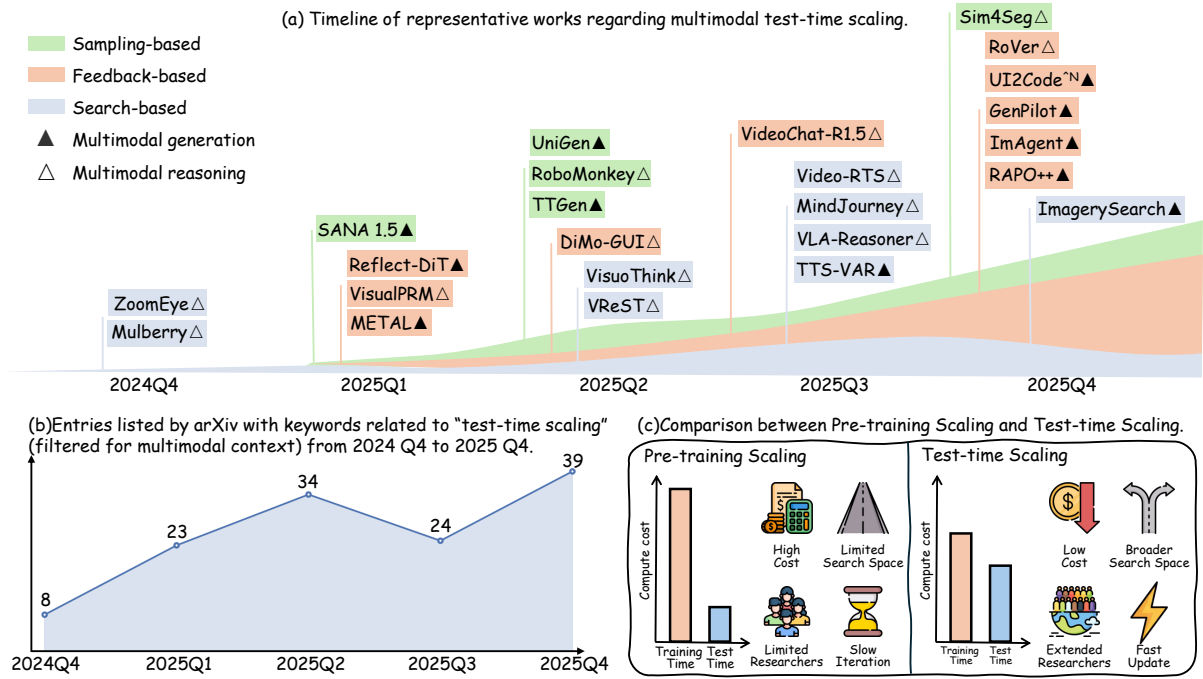 (a) Timeline of representative works regarding multimodal test-time scaling.
Sampling-based
Feedback-based
Search-based
Multimodal generation
Multimodal reasoning
ZoomEye
Mulberry
SANA 1.5
Reflect-DiT
VisualPRM
METAL
UniGen
RoboMonkey
TTGen
DiMo-GUI
VisuoThink
VReST
VideoChat-R1.5
Video-RTS
MindJourney
VLA-Reasoner
TTS-VAR
Sim4Seg
RoVer
UI2Code^N
GenPilot
ImAgent
RAPO++
ImagerySearch
2024Q4
2025Q1
2025Q2
2025Q3
2025Q4
(b)Entries listed by arXiv with keywords related to “test-time scaling”
(filtered for multimodal context) from 2024 Q4 to 2025 Q4.
8
23
34
24
39
2024Q4
2025Q1
2025Q2
2025Q3
2025Q4
(c)Comparison between Pre-training Scaling and Test-time Scaling.
Pre-training Scaling
Compute cost
Training
Time
Test
Time
High
Cost
Limited
Search Space
Limited
Researchers
Slow
Iteration
Test-time Scaling
Compute cost
Training
Time
Test
Time
Low
Cost
Broader
Search Space
Extended
Researchers
Fast
Update